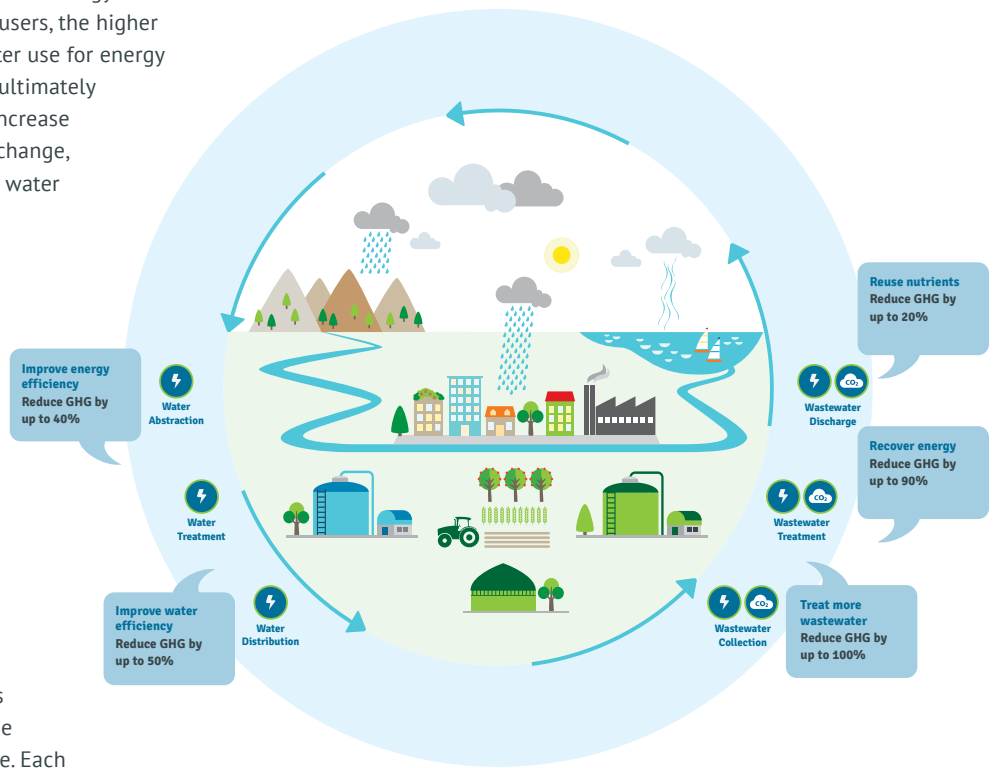 users, the higher
ter use for energy
ultimately
ncrease
change,
water
Reuse nutrients
Reduce GHG by
up to 20%
Improve energy
efficiency
Reduce GHG by
up to 40%
Water
Abstraction
CO₂
Wastewater
Discharge
Recover energy
Reduce GHG by
up to 90%
Water
Treatment
CO₂
Wastewater
Treatment
Improve water
efficiency
Reduce GHG by
up to 50%
Water
Distribution
CO₂
Wastewater
Collection
Treat more
wastewater
Reduce GHG by
up to 100%
s
e
e. Each